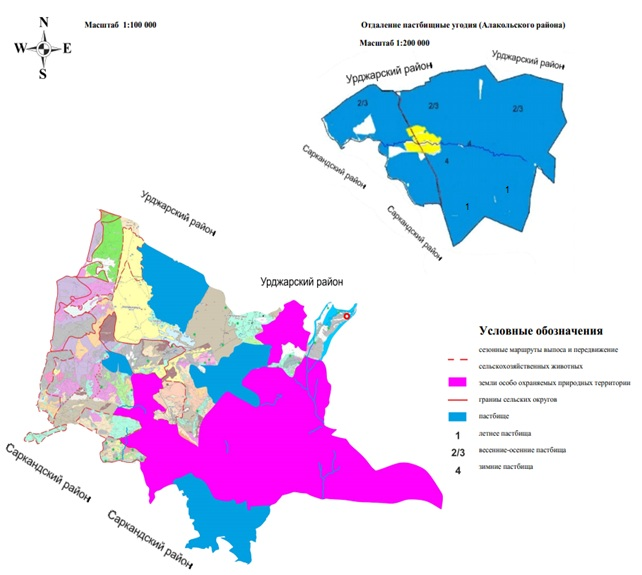 N
W E
S
Масштаб 1:100 000
Отдаление пастбищные угодия (Алакольского района)
Масштаб 1:200 000
Урджарский район
Урджарский район
2/3
2/3
2/3
4
4
1
1
Саркандский район
Саркандский район
Урджарский район
Урджарский район
Саркандский район
Саркандский район
Условные обозначения
сезонные маршруты выпоса и передвижение
сельскохозяйственных животных
земли особо охраняемых природных территории
граниы сельских округов
пастбище
1 летнее пастбища
2/3 весенние-осенние пастбища
4 зимние пастбища